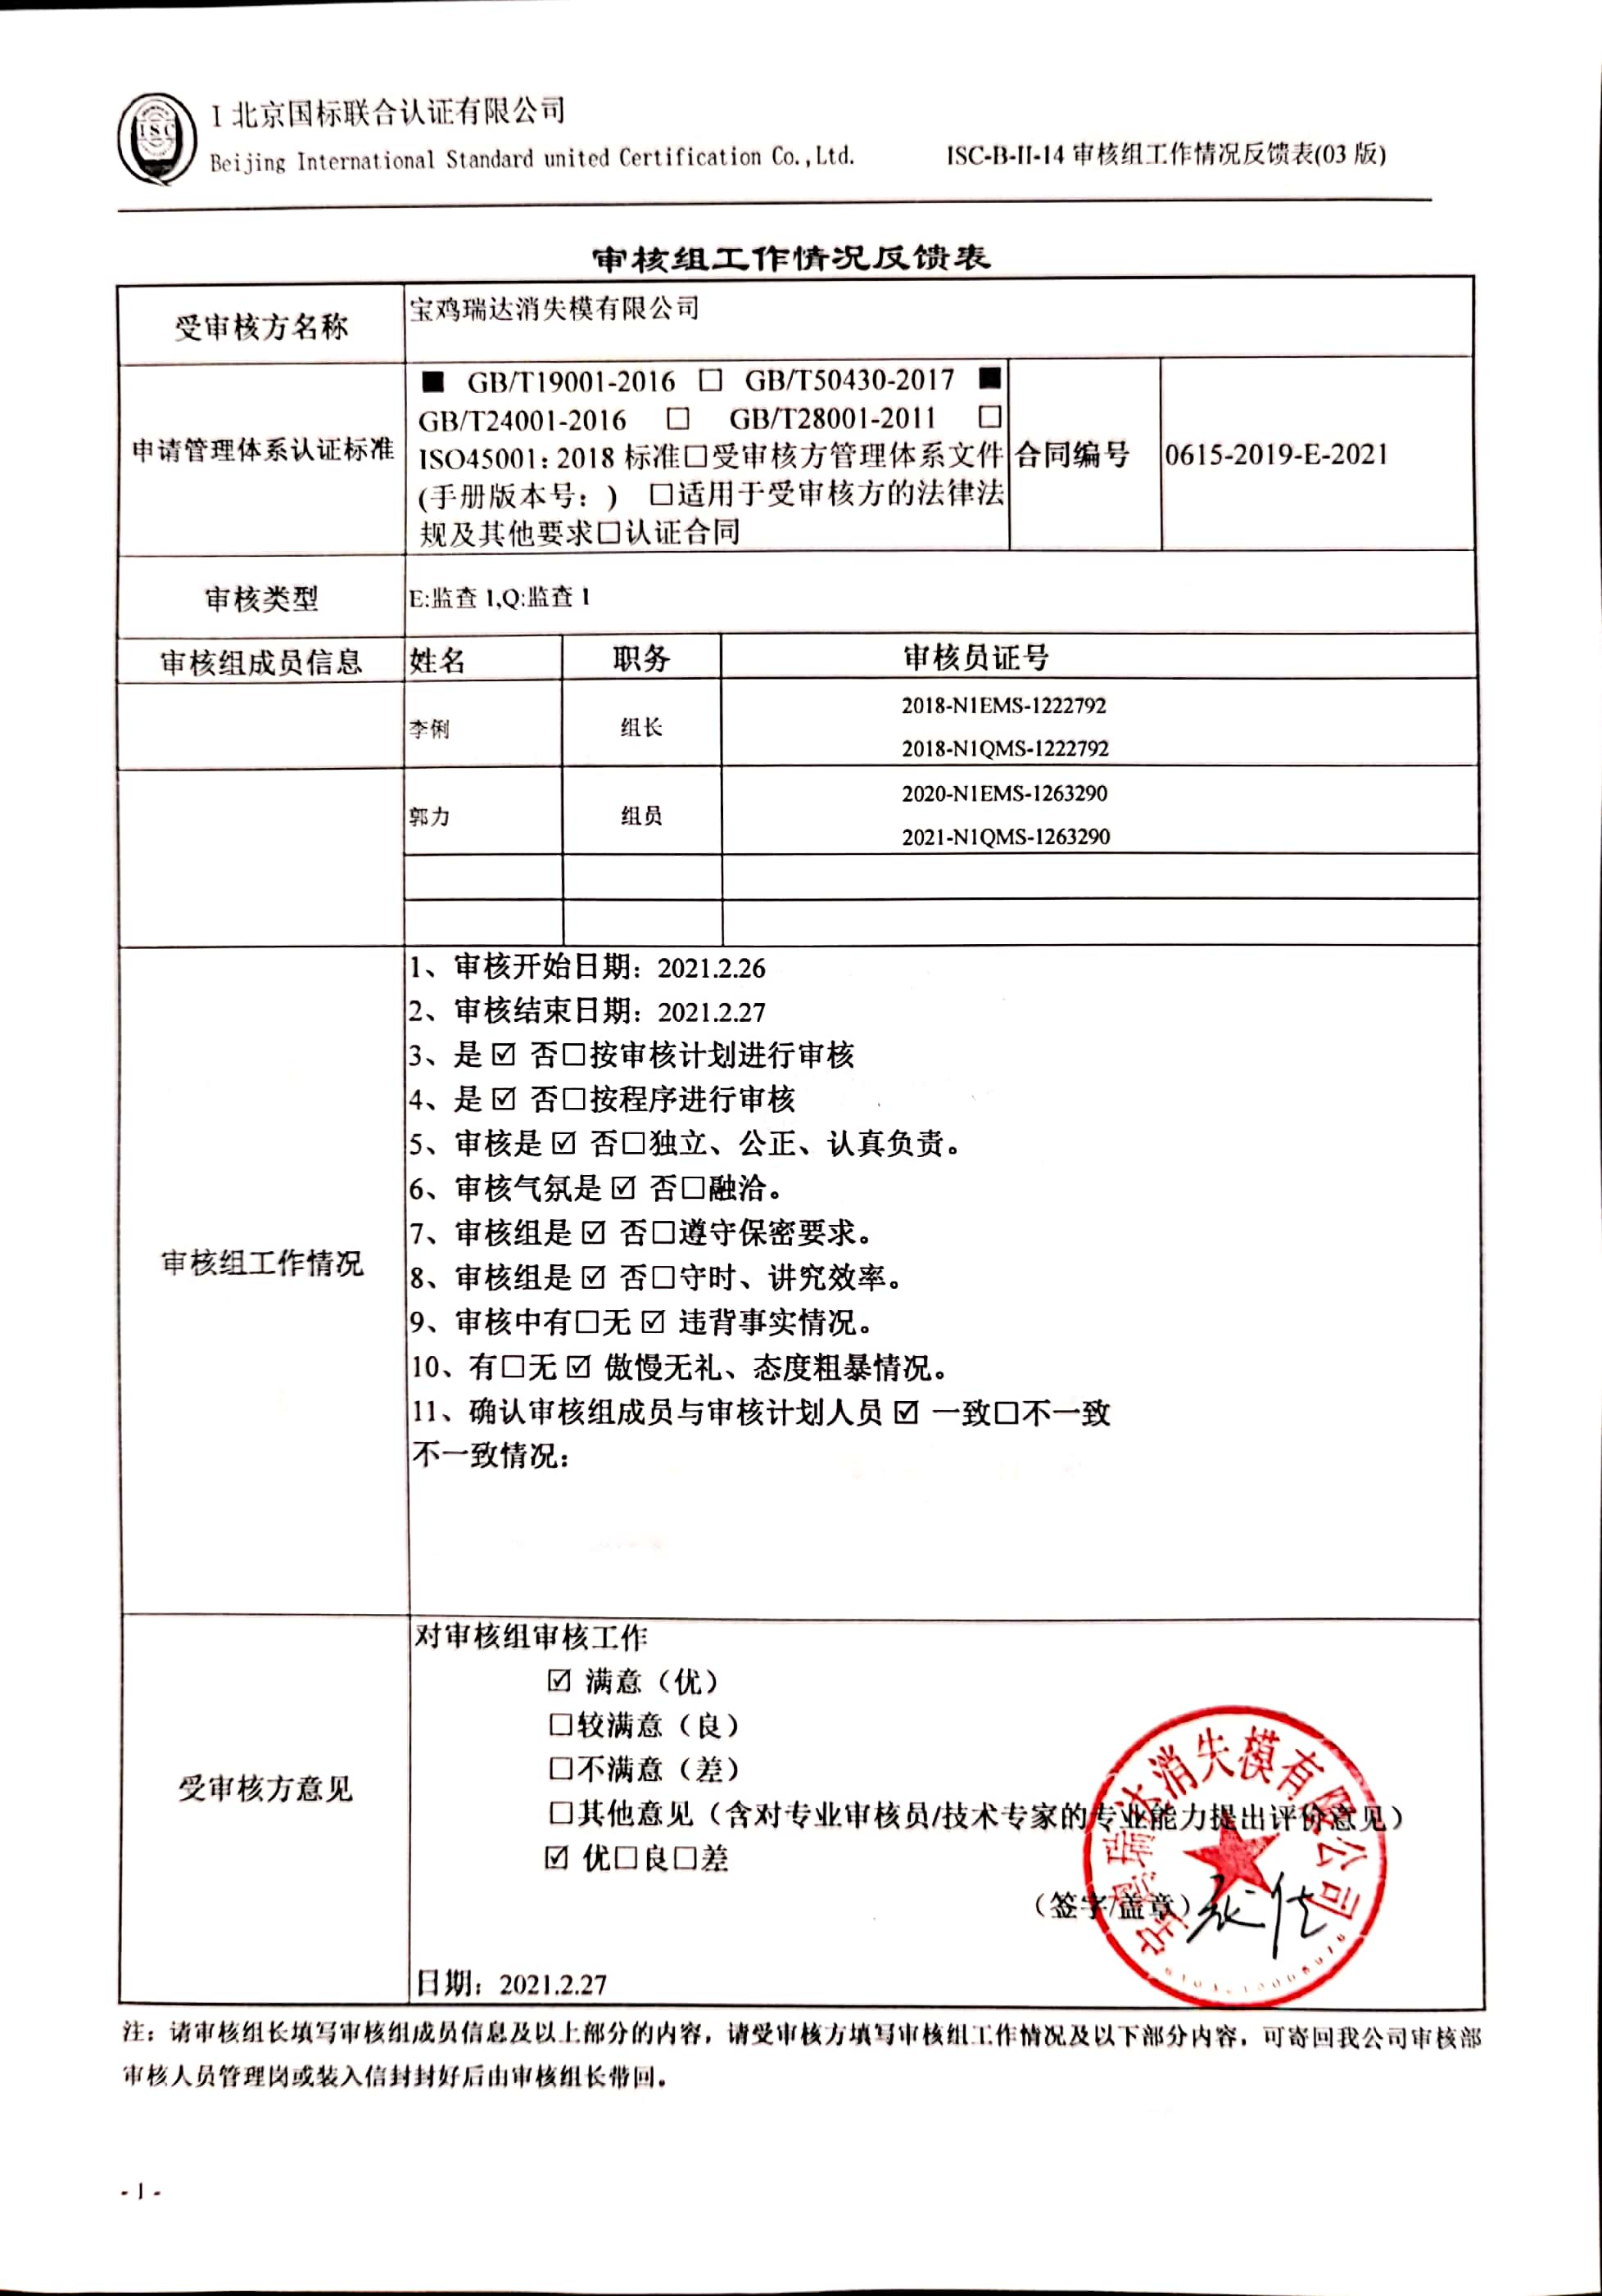 ISC
I 北京国标联合认证有限公司
Beijing International Standard united Certification Co.,Ltd.
ISC-B-II-14 审核组工作情况反馈表(03 版)
审核组工作情况反馈表
受审核方名称
宝鸡瑞达消失模有限公司
申请管理体系认证标准
■ GB/T19001-2016 □ GB/T50430-2017 ■
GB/T24001-2016 □ GB/T28001-2011 □
ISO45001: 2018 标准□受审核方管理体系文件
(手册版本号: ) □适用于受审核方的法律法
规及其他要求□认证合同
合同编号
0615-2019-E-2021
审核类型
E:监查 1,Q:监查 1
审核组成员信息 姓名 职务 审核员证号
李俐 组长
2018-N1EMS-1222792
2018-N1QMS-1222792
郭力 组员
2020-N1EMS-1263290
2021-N1QMS-1263290
审核组工作情况
1、审核开始日期: 2021.2.26
2、审核结束日期: 2021.2.27
3、是 ☑ 否□按审核计划进行审核
4、是 ☑ 否□按程序进行审核
5、审核是 ☑ 否□独立、公正、认真负责。
6、审核气氛是 ☑ 否□融洽。
7、审核组是 ☑ 否□遵守保密要求。
8、审核组是 ☑ 否□守时、讲究效率。
9、审核中有□无 ☑ 违背事实情况。
10、有□无 ☑ 傲慢无礼、态度粗暴情况。
11、确认审核组成员与审核计划人员 ☑ 一致□不一致
不一致情况:
受审核方意见
对审核组审核工作
☑ 满意（优）
□较满意（良）
□不满意（差）
□其他意见（含对专业审核员/技术专家的专业能力提出评价意见）
☑ 优□良□差
（签字/盖章）
宝鸡瑞达消失模有限公司
日期: 2021.2.27
注: 请审核组长填写审核组成员信息及以上部分的内容, 请受审核方填写审核组工作情况及以下部分内容, 可寄回我公司审核部
审核人员管理岗或装入信封封好后由审核组长带回。
- 1 -